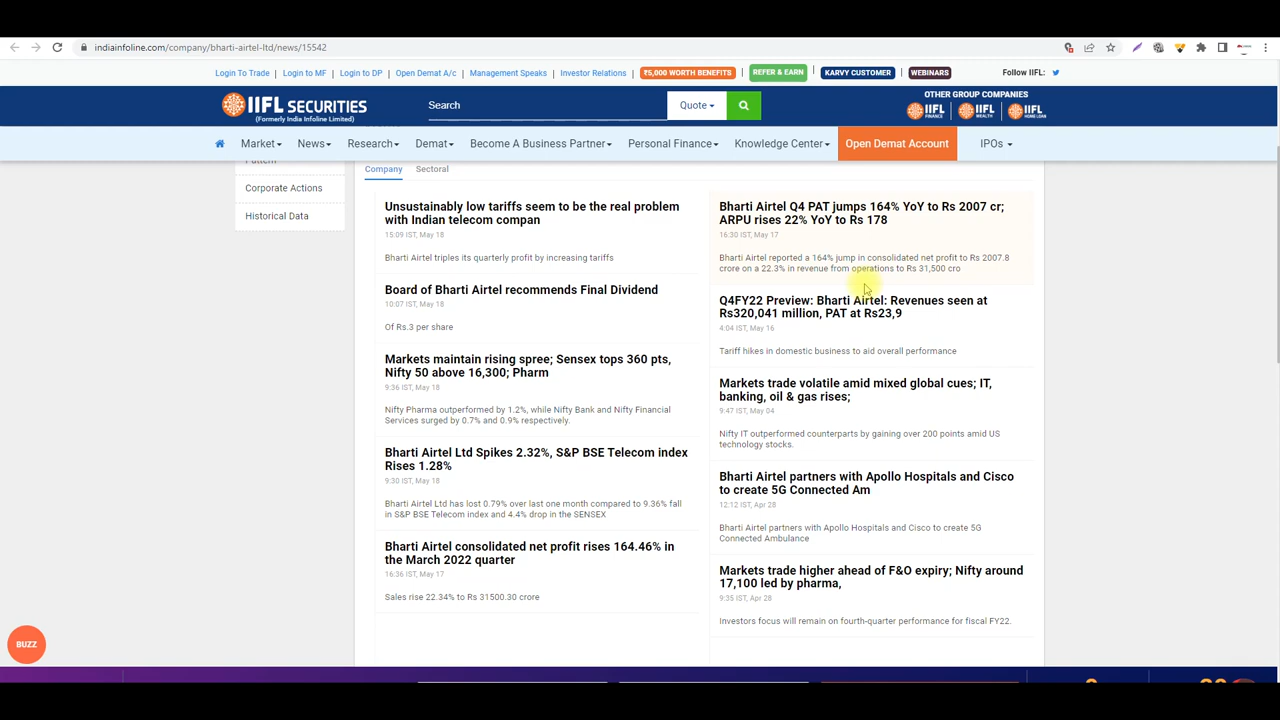 indiainfoline.com/company/bharti-airtel-ltd/news/15542
Login To Trade | Login to MF | Login to DP | Open Demat A/c | Management Speaks | Investor Relations | ₹5,000 WORTH BENEFITS | REFER & EARN | KARVY CUSTOMER | WEBINARS Follow IIFL:
IIFL SECURITIES
(Formerly India Infoline Limited)
Search
Quote
OTHER GROUP COMPANIES
IIFL FINANCE | IIFL WEALTH | IIFL HOME LOAN
Market News Research Demat Become A Business Partner Personal Finance Knowledge Center Open Demat Account IPOs
Pattern
Corporate Actions
Historical Data
Company Sectoral
Unsustainably low tariffs seem to be the real problem
with Indian telecom compan
15:09 IST, May 18
Bharti Airtel triples its quarterly profit by increasing tariffs
Board of Bharti Airtel recommends Final Dividend
10:07 IST, May 18
Of Rs.3 per share
Markets maintain rising spree; Sensex tops 360 pts,
Nifty 50 above 16,300; Pharm
9:36 IST, May 18
Nifty Pharma outperformed by 1.2%, while Nifty Bank and Nifty Financial
Services surged by 0.7% and 0.9% respectively.
Bharti Airtel Ltd Spikes 2.32%, S&P BSE Telecom index
Rises 1.28%
9:30 IST, May 18
Bharti Airtel Ltd has lost 0.79% over last one month compared to 9.36% fall
in S&P BSE Telecom index and 4.4% drop in the SENSEX
Bharti Airtel consolidated net profit rises 164.46% in
the March 2022 quarter
16:36 IST, May 17
Sales rise 22.34% to Rs 31500.30 crore
Bharti Airtel Q4 PAT jumps 164% YoY to Rs 2007 cr;
ARPU rises 22% YoY to Rs 178
16:30 IST, May 17
Bharti Airtel reported a 164% jump in consolidated net profit to Rs 2007.8
crore on a 22.3% in revenue from operations to Rs 31,500 cro
Q4FY22 Preview: Bharti Airtel: Revenues seen at
Rs320,041 million, PAT at Rs23,9
4:04 IST, May 16
Tariff hikes in domestic business to aid overall performance
Markets trade volatile amid mixed global cues; IT,
banking, oil & gas rises;
9:47 IST, May 04
Nifty IT outperformed counterparts by gaining over 200 points amid US
technology stocks.
Bharti Airtel partners with Apollo Hospitals and Cisco
to create 5G Connected Am
12:12 IST, Apr 28
Bharti Airtel partners with Apollo Hospitals and Cisco to create 5G
Connected Ambulance
Markets trade higher ahead of F&O expiry; Nifty around
17,100 led by pharma,
9:35 IST, Apr 28
Investors focus will remain on fourth-quarter performance for fiscal FY22.
BUZZ